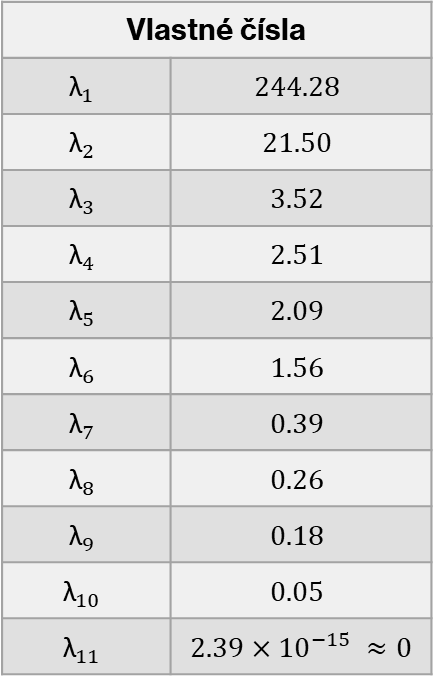 Vlastné čísla
λ₁ 244.28
λ₂ 21.50
λ₃ 3.52
λ₄ 2.51
λ₅ 2.09
λ₆ 1.56
λ₇ 0.39
λ₈ 0.26
λ₉ 0.18
λ₁₀ 0.05
λ₁₁ 2.39 × 10⁻¹⁵ ≈ 0